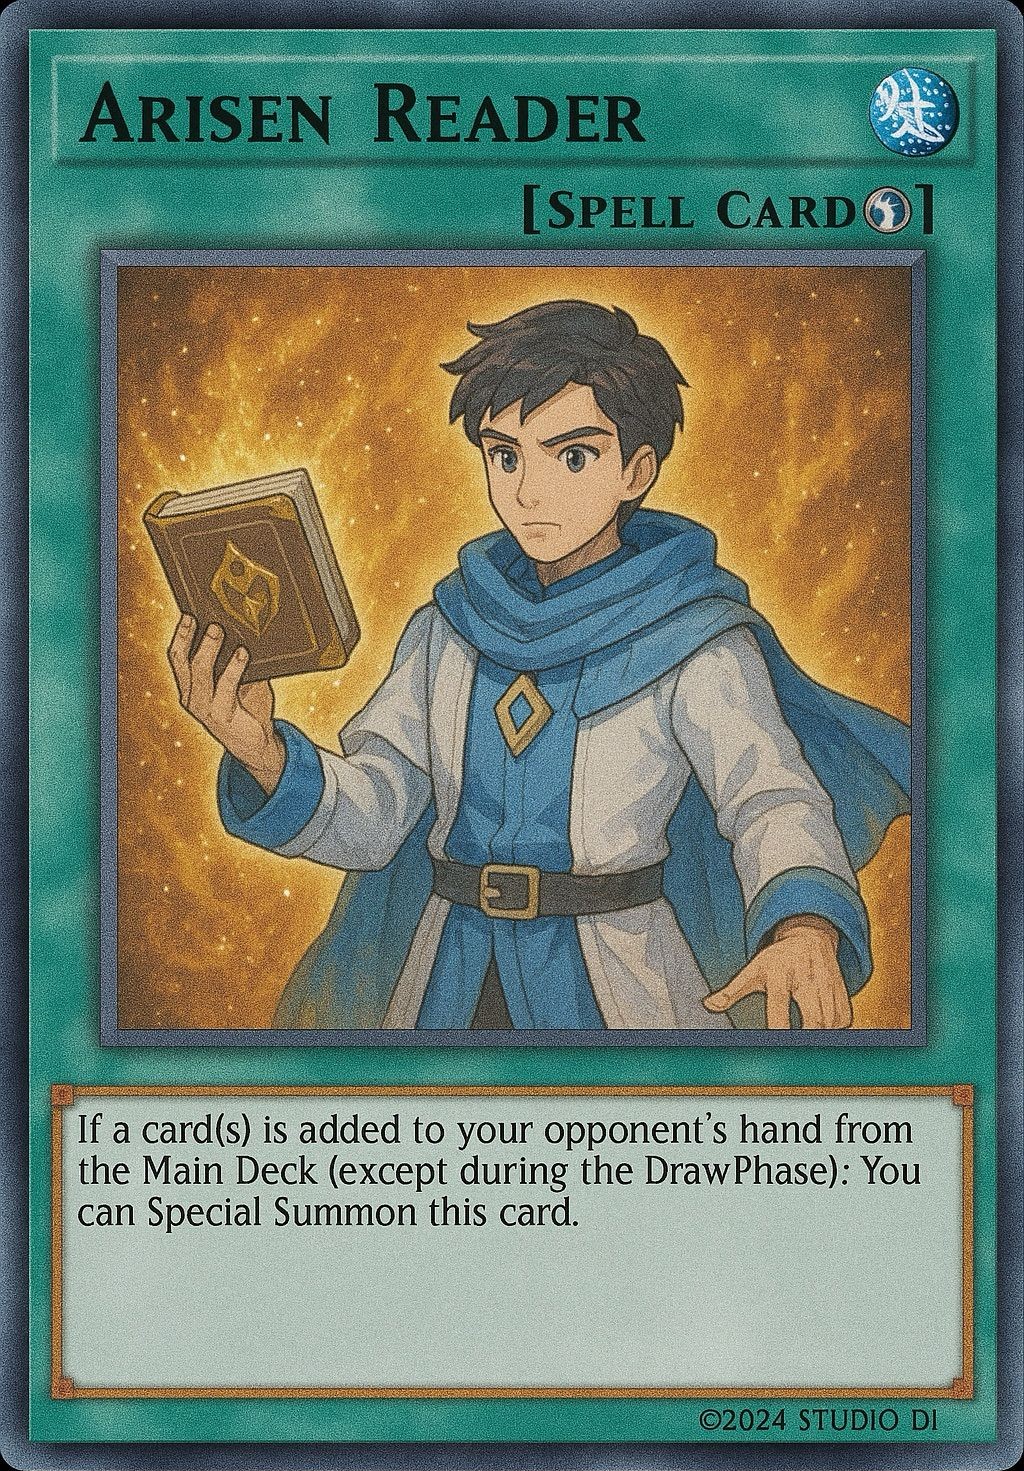 ARISEN READER
[SPELL CARD]
If a card(s) is added to your opponent's hand from
the Main Deck (except during the DrawPhase): You
can Special Summon this card.
©2024 STUDIO DI